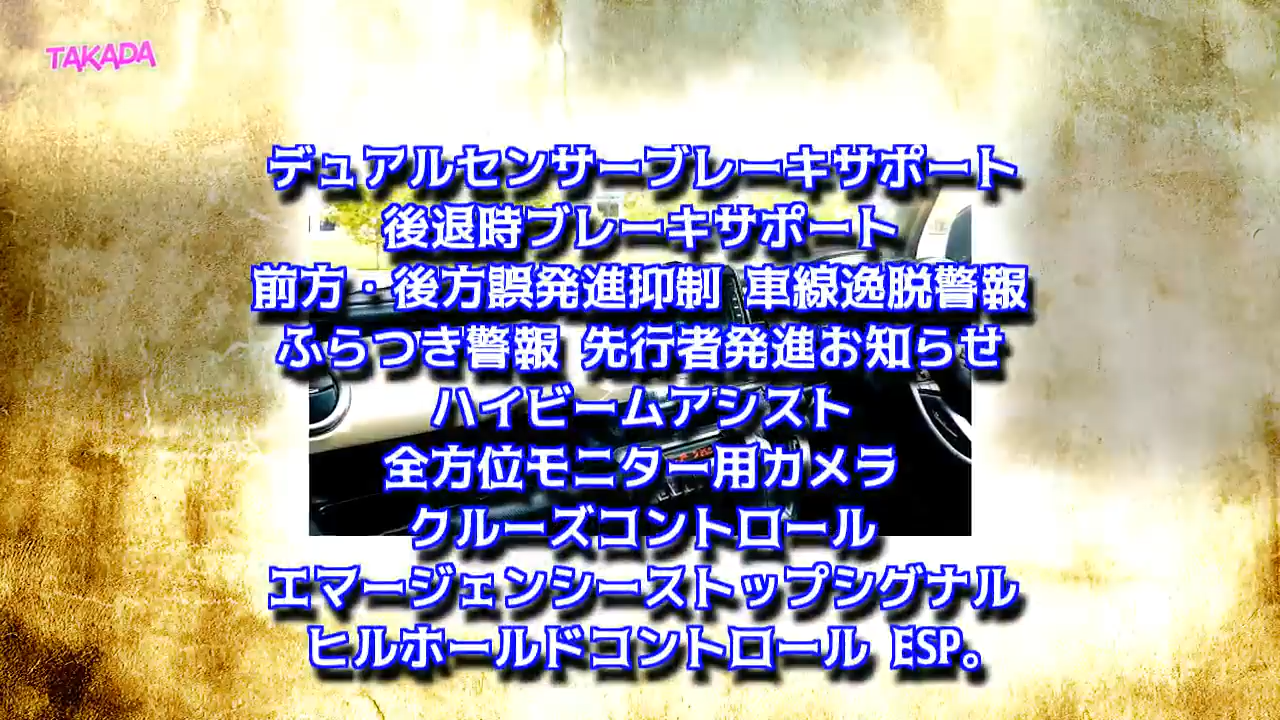 TAKADA
デュアルセンサーブレーキサポート
後退時ブレーキサポート
前方・後方誤発進抑制 車線逸脱警報
ふらつき警報 先行者発進お知らせ
ハイビームアシスト
全方位モニター用カメラ
クルーズコントロール
エマージェンシーストップシグナル
ヒルホールドコントロール ESP。